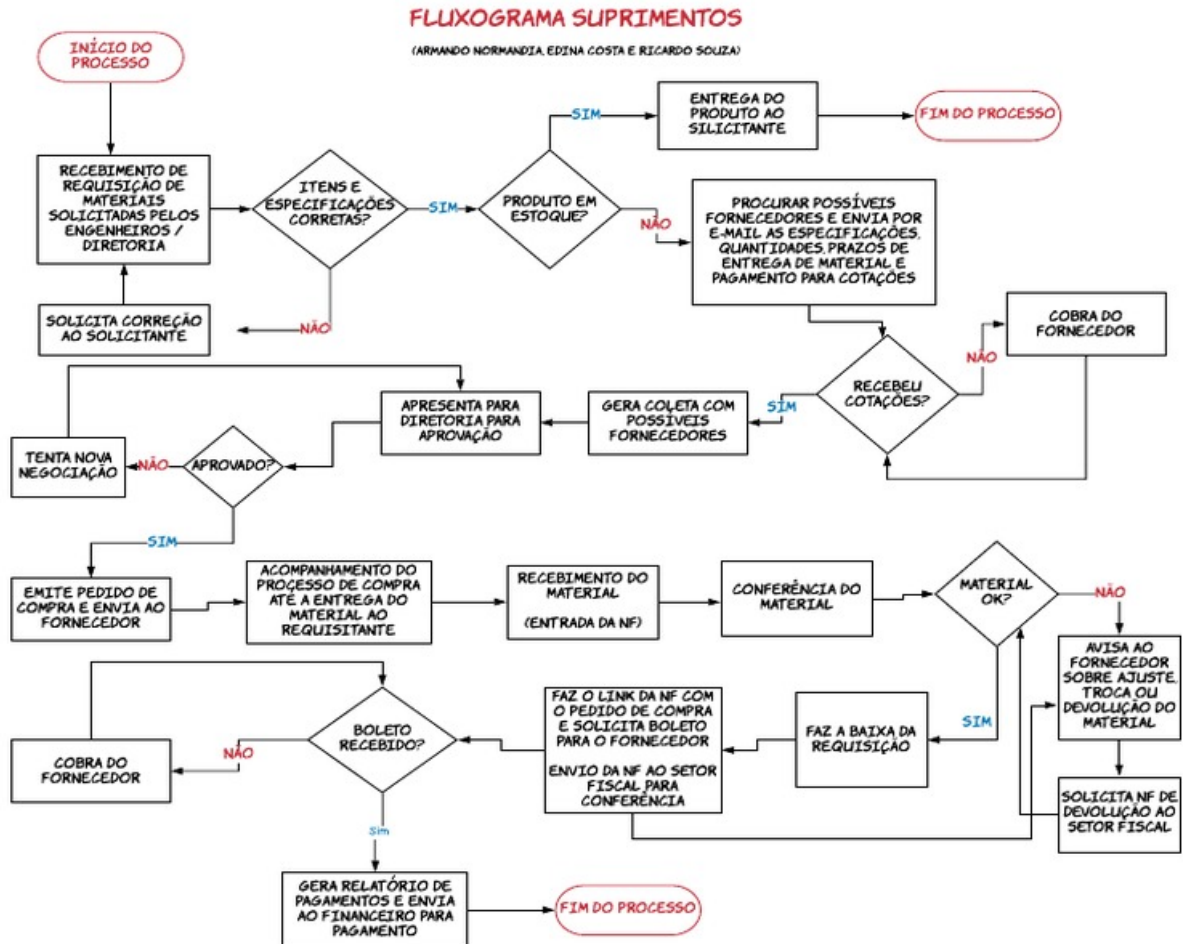 FLUXOGRAMA SUPRIMENTOS
(ARMANDO NORMANDIA, EDINA COSTA E RICARDO SOUZA)
INÍCIO DO
PROCESSO
RECEBIMENTO DE
REQUISIÇÃO DE
MATERIAIS
SOLICITADAS PELOS
ENGENHEIROS /
DIRETORIA
ITENS E
ESPECIFICAÇÕES
CORRETAS?
SIM
NÃO
SOLICITA CORREÇÃO
AO SOLICITANTE
PRODUTO EM
ESTOQUE?
SIM
ENTREGA DO
PRODUTO AO
SILICITANTE
FIM DO PROCESSO
NÃO
PROCURAR POSSÍVEIS
FORNECEDORES E ENVIA POR
E-MAIL AS ESPECIFICAÇÕES,
QUANTIDADES, PRAZOS DE
ENTREGA DE MATERIAL E
PAGAMENTO PARA COTAÇÕES
RECEBEU
COTAÇÕES?
NÃO
COBRA DO
FORNECEDOR
SIM
GERA COLETA COM
POSSÍVEIS
FORNECEDORES
APRESENTA PARA
DIRETORIA PARA
APROVAÇÃO
APROVADO?
NÃO
TENTA NOVA
NEGOCIAÇÃO
SIM
EMITE PEDIDO DE
COMPRA E ENVIA AO
FORNECEDOR
ACOMPANHAMENTO DO
PROCESSO DE COMPRA
ATÉ A ENTREGA DO
MATERIAL AO
REQUISITANTE
RECEBIMENTO DO
MATERIAL
(ENTRADA DA NF)
CONFERÊNCIA DO
MATERIAL
MATERIAL
OK?
NÃO
AVISA AO
FORNECEDOR
SOBRE AJUSTE,
TROCA OU
DEVOLUÇÃO DO
MATERIAL
SOLICITA NF DE
DEVOLUÇÃO AO
SETOR FISCAL
SIM
FAZ A BAIXA DA
REQUISIÇÃO
FAZ O LINK DA NF COM
O PEDIDO DE COMPRA
E SOLICITA BOLETO
PARA O FORNECEDOR
ENVIO DA NF AO SETOR
FISCAL PARA
CONFERÊNCIA
BOLETO
RECEBIDO?
NÃO
COBRA DO
FORNECEDOR
Sim
GERA RELATÓRIO DE
PAGAMENTOS E ENVIA
AO FINANCEIRO PARA
PAGAMENTO
FIM DO PROCESSO